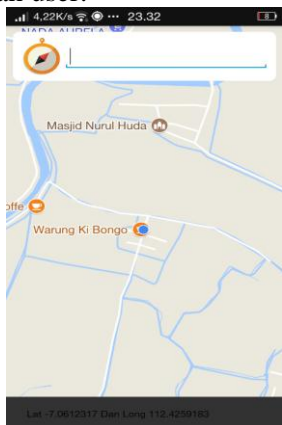 4,22K/s ··· 23.32
NADA AURELA
Masjid Nurul Huda
offe
Warung Ki Bongo
Lat -7.0612317 Dan Long 112.4259183